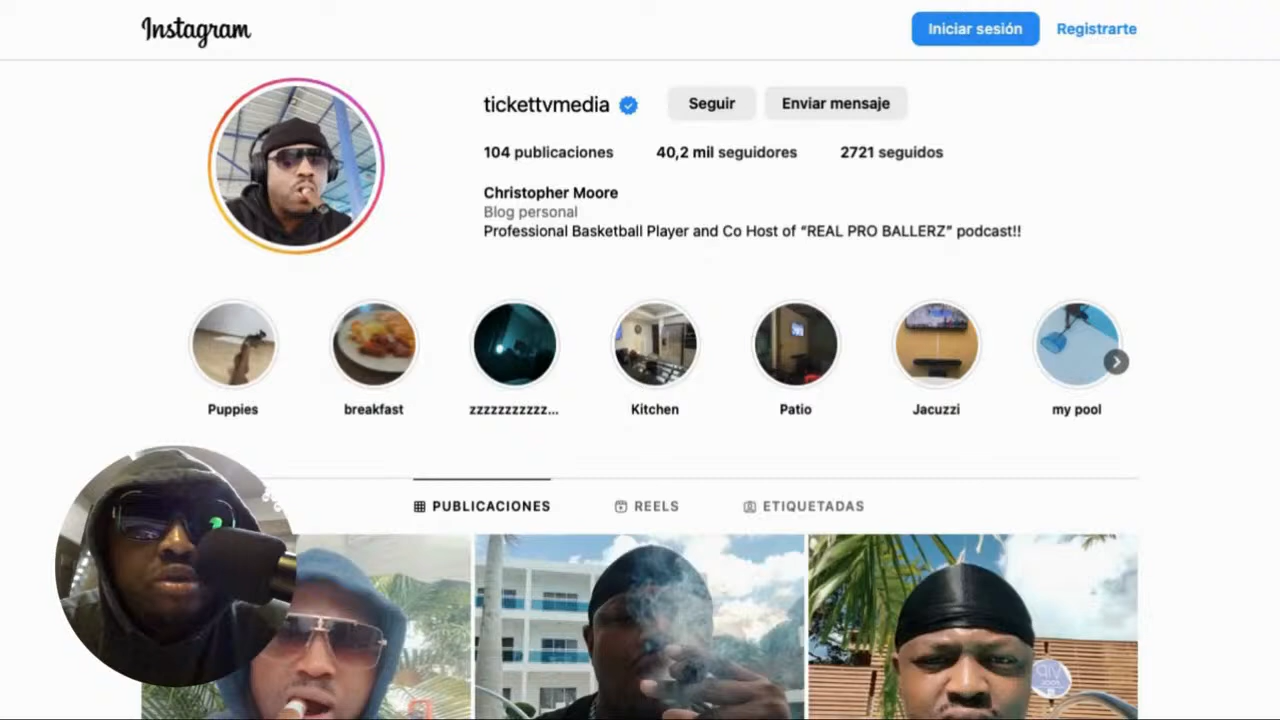 Instagram
Iniciar sesión
Registrarte
tickettvmedia
Seguir
Enviar mensaje
104 publicaciones
40,2 mil seguidores
2721 seguidos
Christopher Moore
Blog personal
Professional Basketball Player and Co Host of “REAL PRO BALLERZ” podcast!!
Puppies
breakfast
zzzzzzzzzzz...
Kitchen
Patio
Jacuzzi
my pool
PUBLICACIONES
REELS
ETIQUETADAS
VIP
POOL